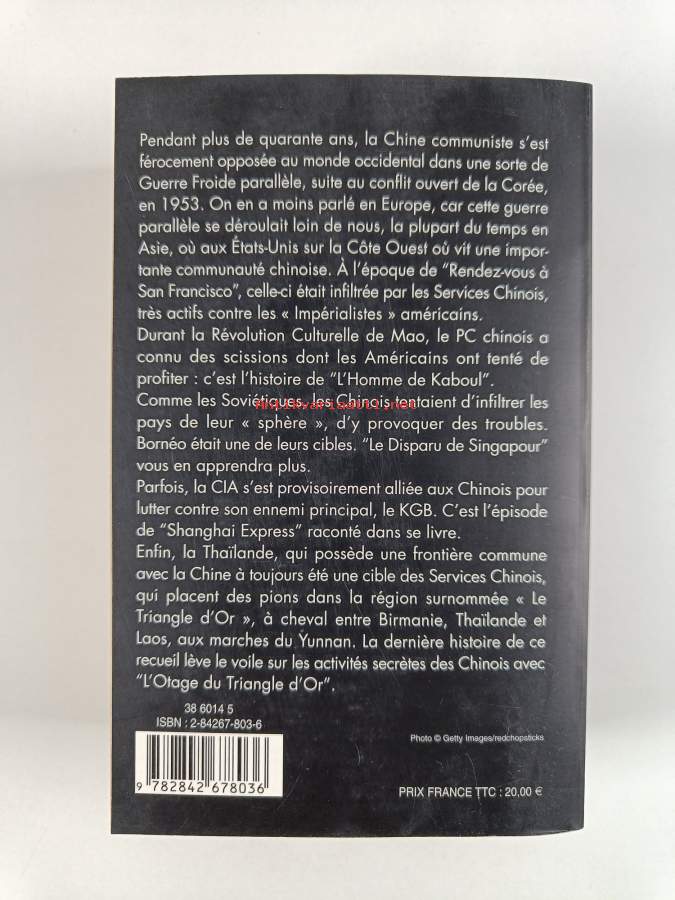 Pendant plus de quarante ans, la Chine communiste s'est
férocement opposée au monde occidental dans une sorte de
Guerre Froide parallèle, suite au conflit ouvert de la Corée,
en 1953. On en a moins parlé en Europe, car cette guerre
parallèle se déroulait loin de nous, la plupart du temps en
Asie, où aux États-Unis sur la Côte Ouest où vit une impor-
tante communauté chinoise. À l'époque de "Rendez-vous à
San Francisco", celle-ci était infiltrée par les Services Chinois,
très actifs contre les « Impérialistes » américains.
Durant la Révolution Culturelle de Mao, le PC chinois a
connu des scissions dont les Américains ont tenté de
profiter : c'est l'histoire de "L'Homme de Kaboul".
Comme les Soviétiques, les Chinois tentaient d'infiltrer les
pays de leur « sphère », d'y provoquer des troubles.
Bornéo était une de leurs cibles. "Le Disparu de Singapour"
vous en apprendra plus.
Parfois, la CIA s'est provisoirement alliée aux Chinois pour
lutter contre son ennemi principal, le KGB. C'est l'épisode
de "Shanghai Express" raconté dans se livre.
Enfin, la Thaïlande, qui possède une frontière commune
avec la Chine à toujours été une cible des Services Chinois,
qui placent des pions dans la région surnommée « Le
Triangle d'Or », à cheval entre Birmanie, Thaïlande et
Laos, aux marches du Yunnan. La dernière histoire de ce
recueil lève le voile sur les activités secrètes des Chinois avec
"L'Otage du Triangle d'Or".
38 6014 5
ISBN : 2-84267-803-6
9 782842 678036
Photo © Getty Images/redchopsticks
PRIX FRANCE TTC : 20,00 €